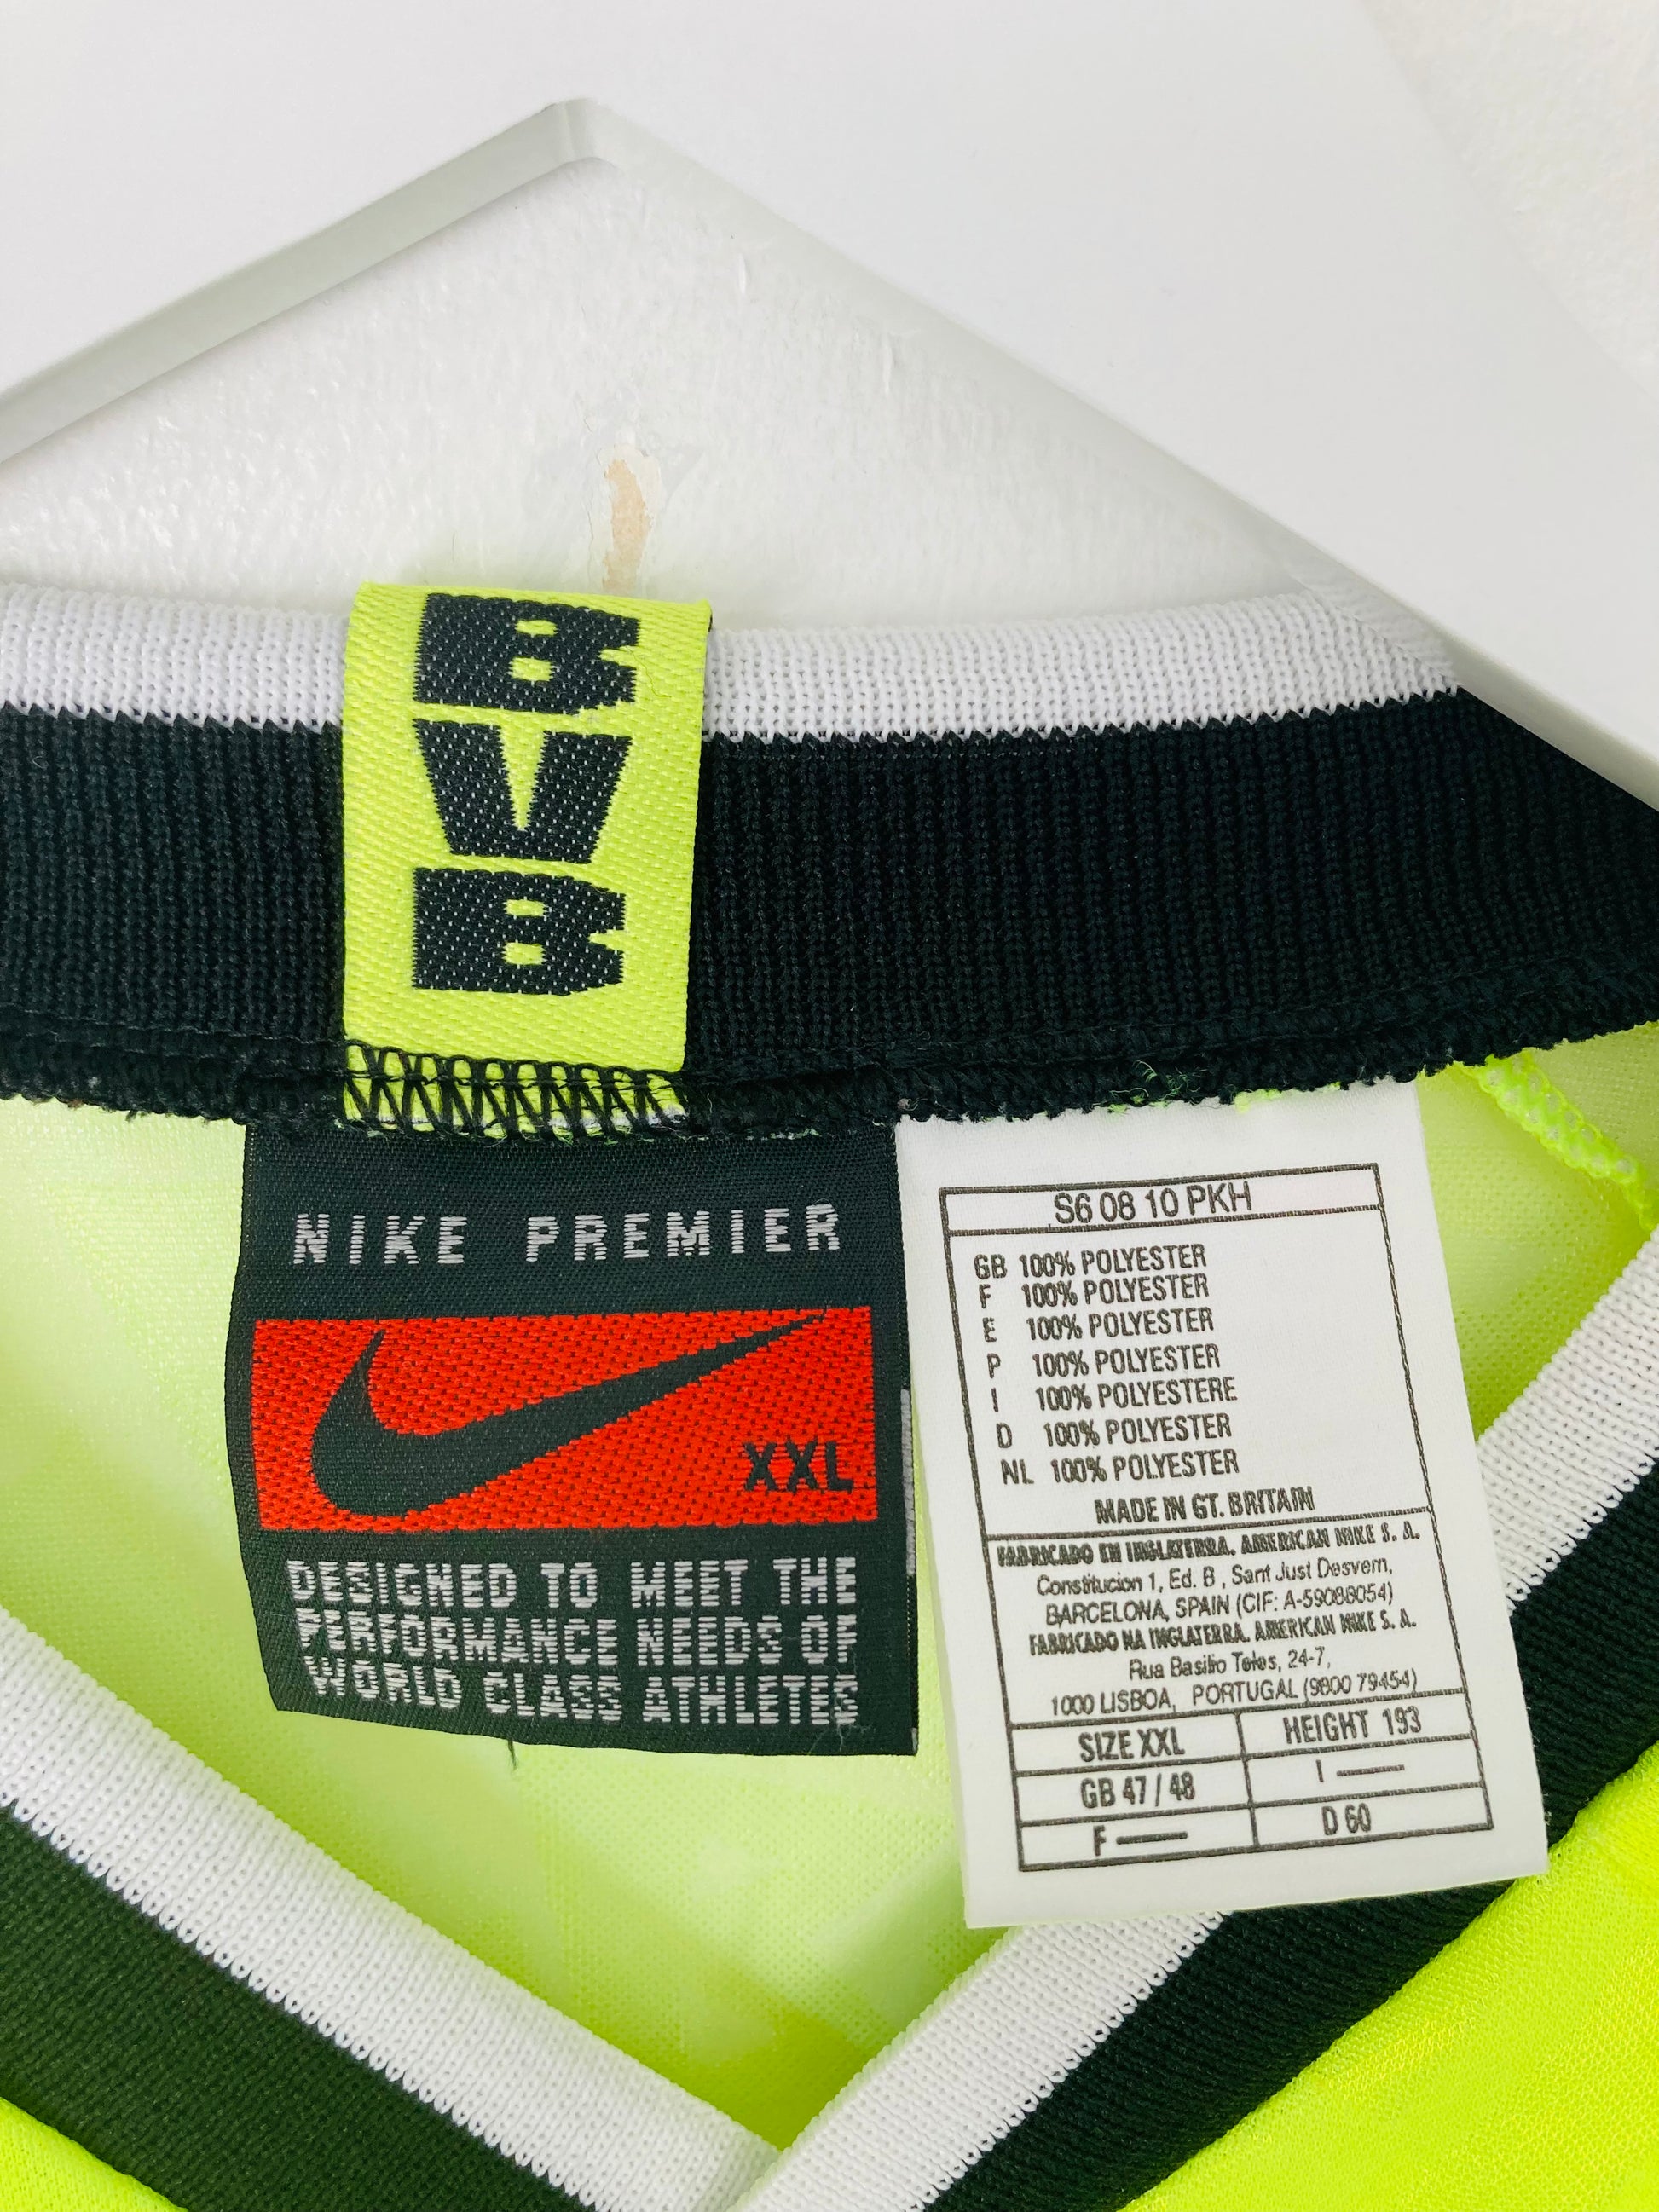 BVB
NIKE PREMIER
XXL
DESIGNED TO MEET THE
PERFORMANCE NEEDS OF
WORLD CLASS ATHLETES
S6 08 10 PKH
GB 100% POLYESTER
F 100% POLYESTER
E 100% POLYESTER
P 100% POLYESTER
I 100% POLYESTERE
D 100% POLYESTER
NL 100% POLYESTER
MADE IN GT. BRITAIN
FABRICADO EN INGLATERRA. AMERICAN NIKE S. A.
Constitucion 1, Ed. B , Sant Just Desvern,
BARCELONA, SPAIN (CIF: A-59088054)
FABRICADO NA INGLATERRA. AMERICAN NIKE S. A.
Rua Basilio Teles, 24-7,
1000 LISBOA, PORTUGAL (9800 79454)
SIZE XXL HEIGHT 193
GB 47 / 48 I —
F — D 60